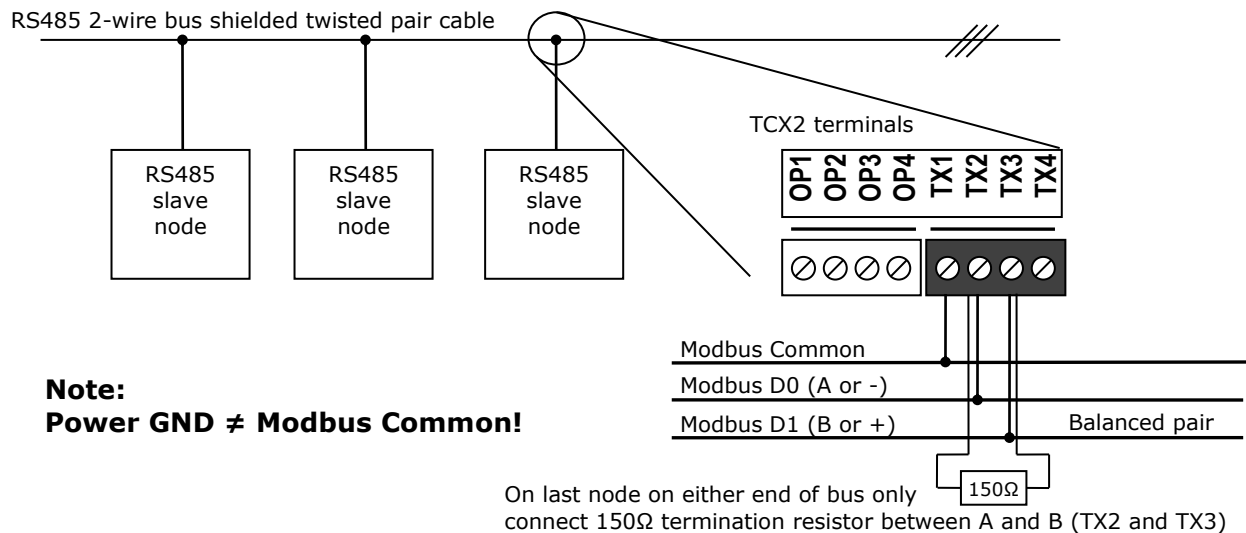 RS485 2-wire bus shielded twisted pair cable
RS485
slave
node
RS485
slave
node
RS485
slave
node
TCX2 terminals
OP1
OP2
OP3
OP4
TX1
TX2
TX3
TX4
Modbus Common
Modbus D0 (A or -)
Modbus D1 (B or +)
Balanced pair
Note:
Power GND ≠ Modbus Common!
150Ω
On last node on either end of bus only
connect 150Ω termination resistor between A and B (TX2 and TX3)